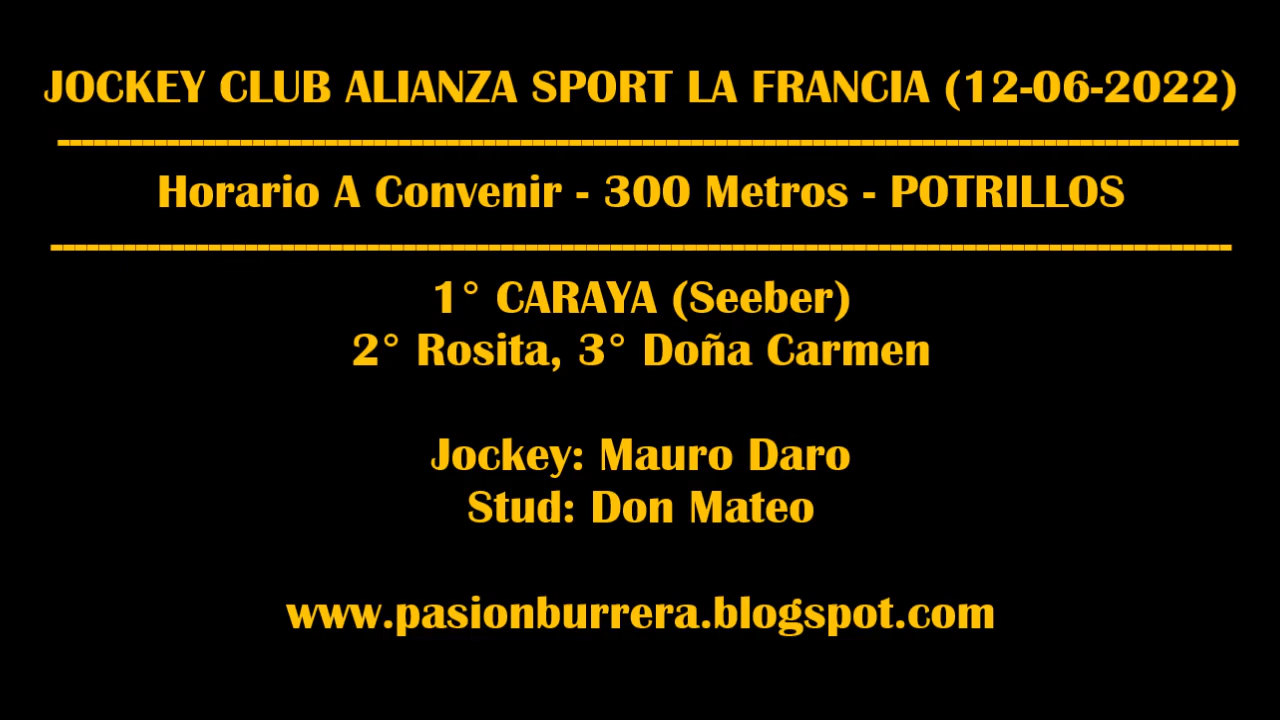 JOCKEY CLUB ALIANZA SPORT LA FRANCIA (12-06-2022)
Horario A Convenir - 300 Metros - POTRILLOS
1° CARAYA (Seeber)
2° Rosita, 3° Doña Carmen
Jockey: Mauro Daro
Stud: Don Mateo
www.pasionburrera.blogspot.com